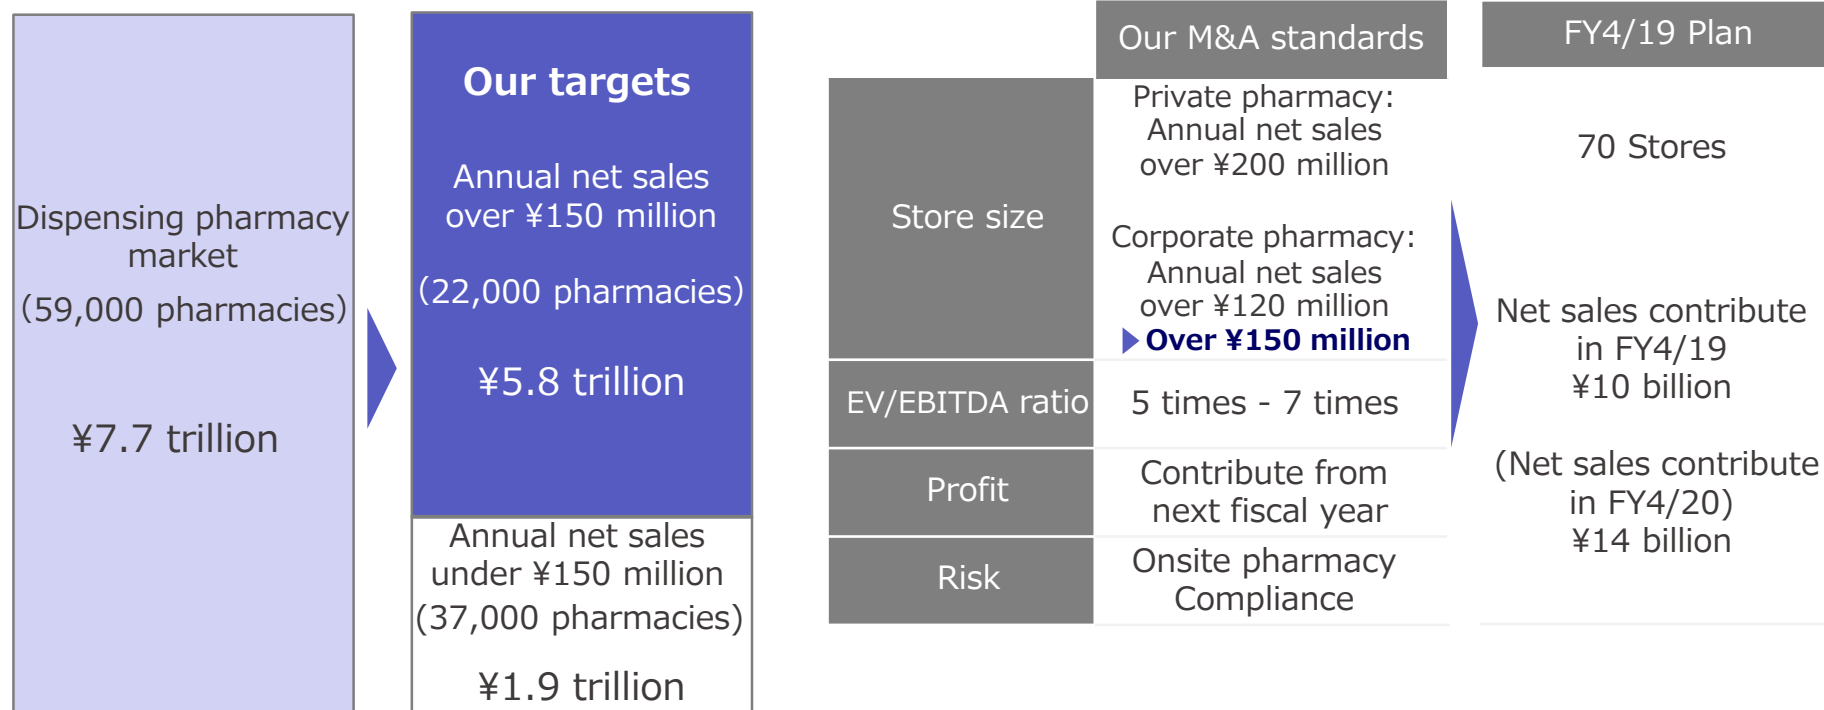 Dispensing pharmacy
market
（59,000 pharmacies）
¥7.7 trillion
Our targets
Annual net sales
over ¥150 million
（22,000 pharmacies）
¥5.8 trillion
Annual net sales
under ¥150 million
(37,000 pharmacies)
¥1.9 trillion
Our M&A standards
FY4/19 Plan
Store size
Private pharmacy:
Annual net sales
over ¥200 million
Corporate pharmacy:
Annual net sales
over ¥120 million
Over ¥150 million
EV/EBITDA ratio
5 times - 7 times
Profit
Contribute from
next fiscal year
Risk
Onsite pharmacy
Compliance
70 Stores
Net sales contribute
in FY4/19
¥10 billion
(Net sales contribute
in FY4/20)
¥14 billion